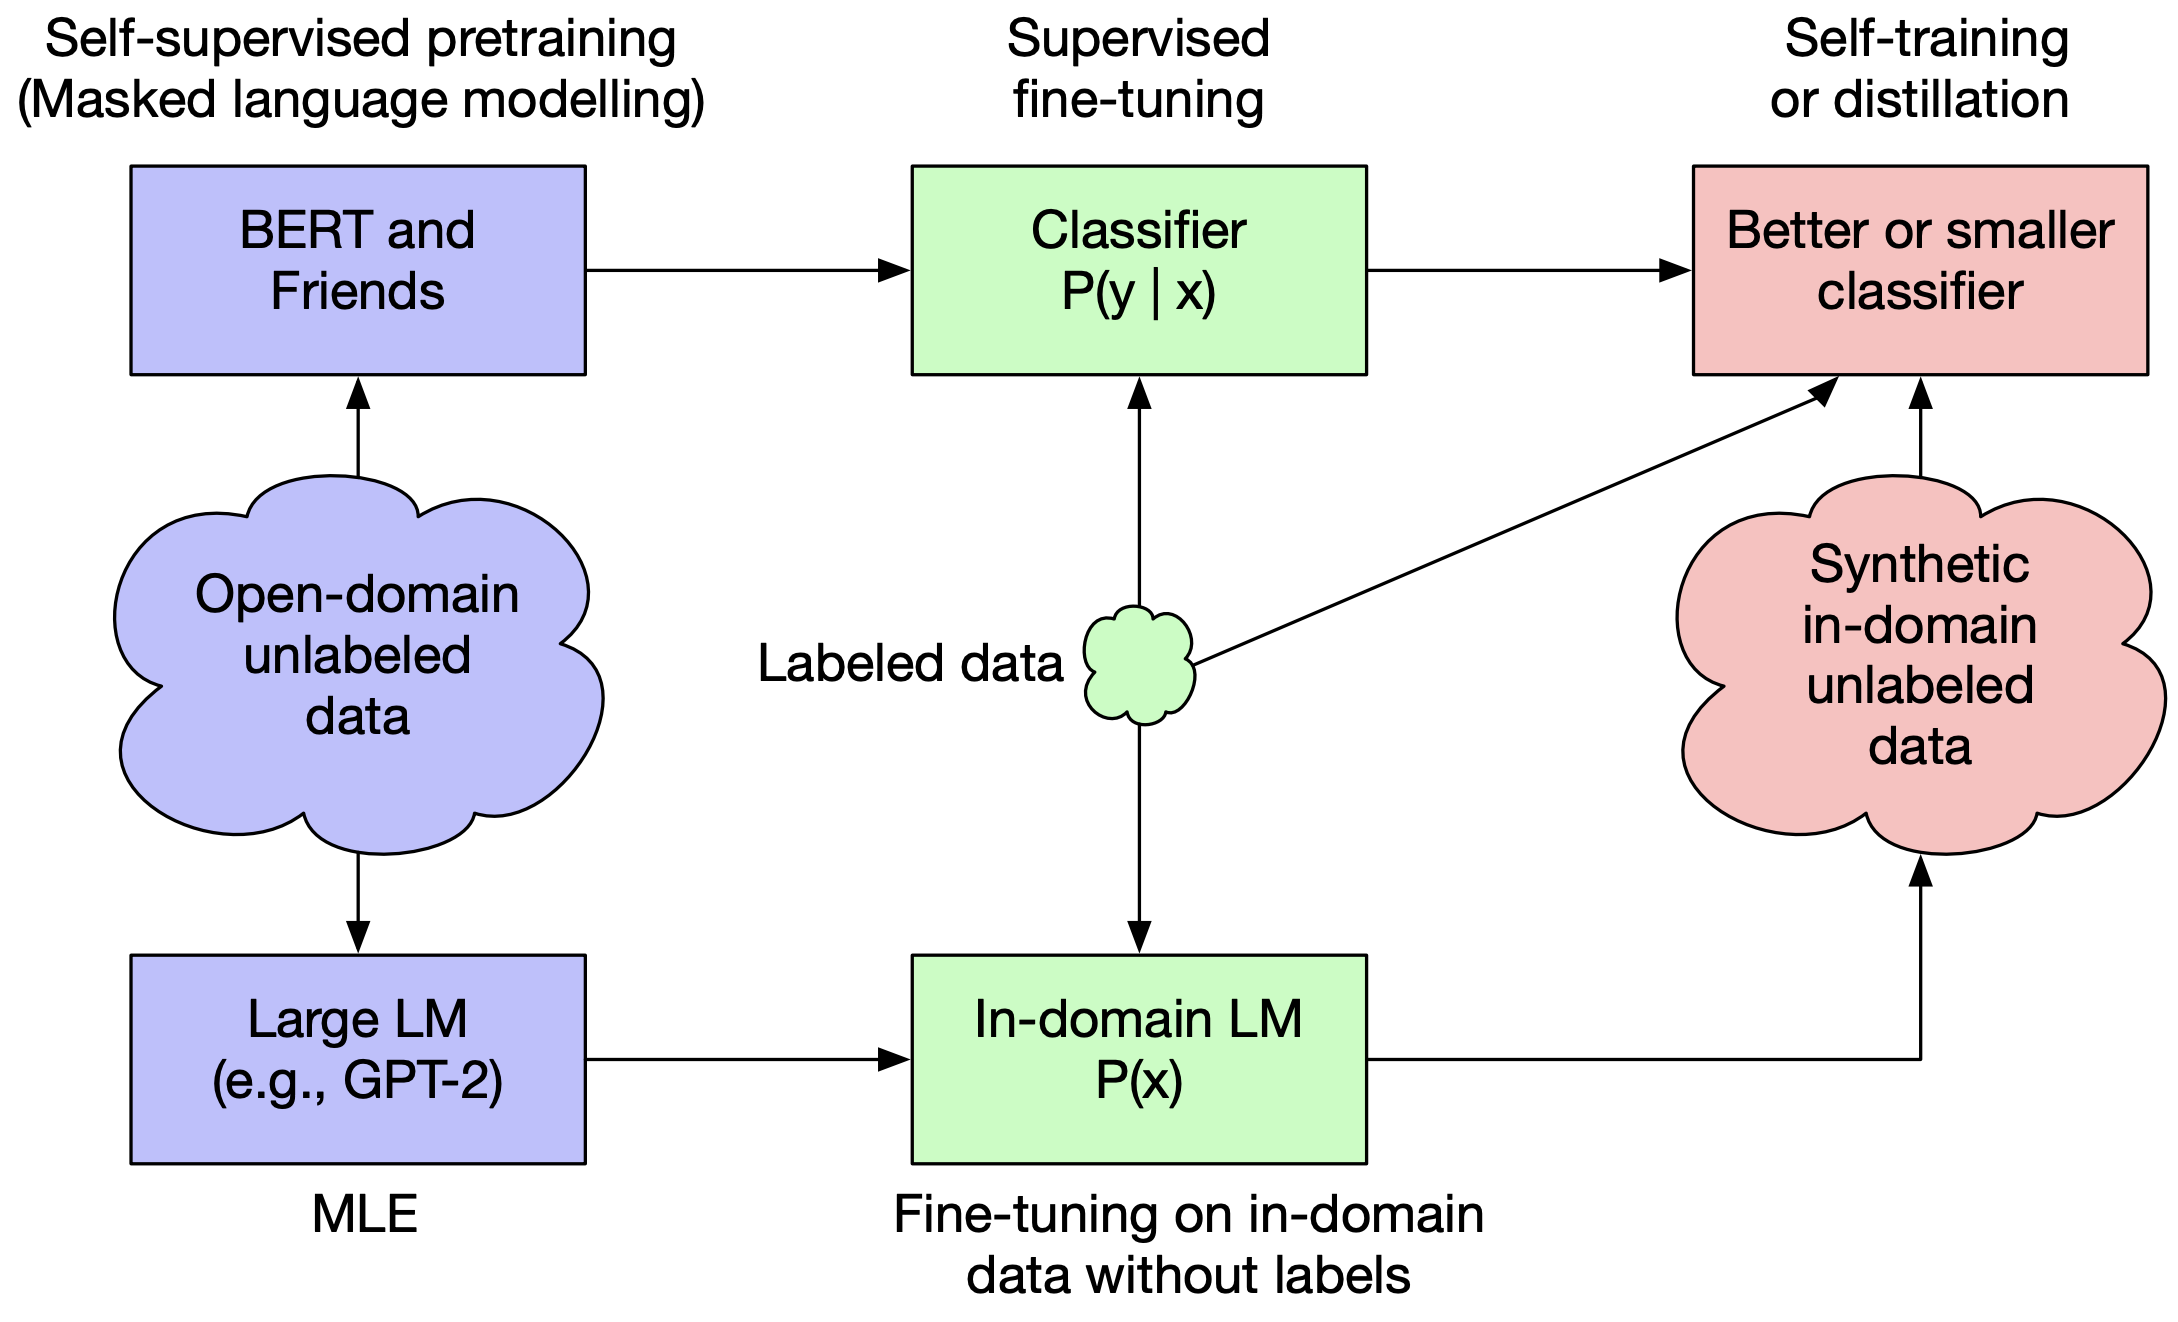 Self-supervised pretraining
(Masked language modelling)
Supervised
fine-tuning
Self-training
or distillation
BERT and
Friends
Classifier
P(y | x)
Better or smaller
classifier
Open-domain
unlabeled
data
Labeled data
Synthetic
in-domain
unlabeled
data
Large LM
(e.g., GPT-2)
In-domain LM
P(x)
MLE
Fine-tuning on in-domain
data without labels